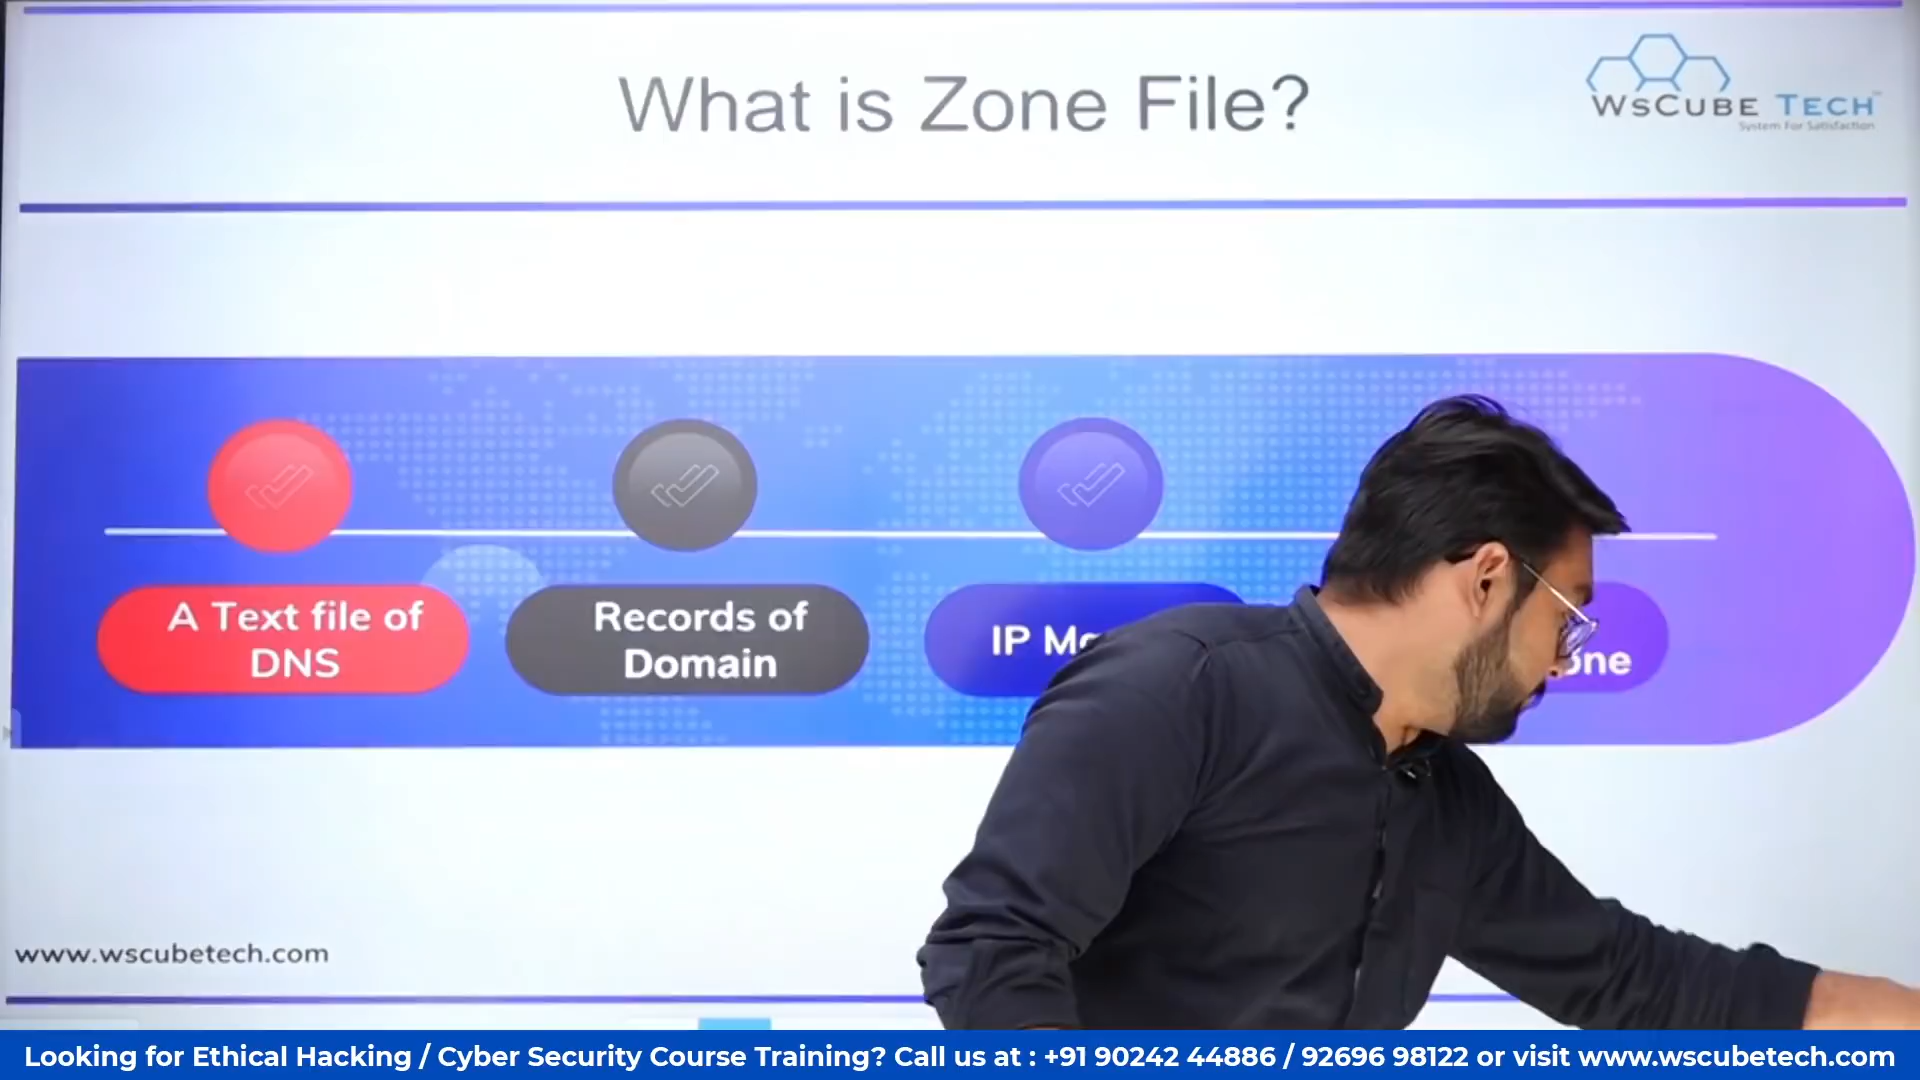 What is Zone File?
WSCUBE TECH
System For Satisfaction
A Text file of
DNS
Records of
Domain
IP
www.wscubetech.com
Looking for Ethical Hacking / Cyber Security Course Training? Call us at : +91 90242 44886 / 92696 98122 or visit www.wscubetech.com